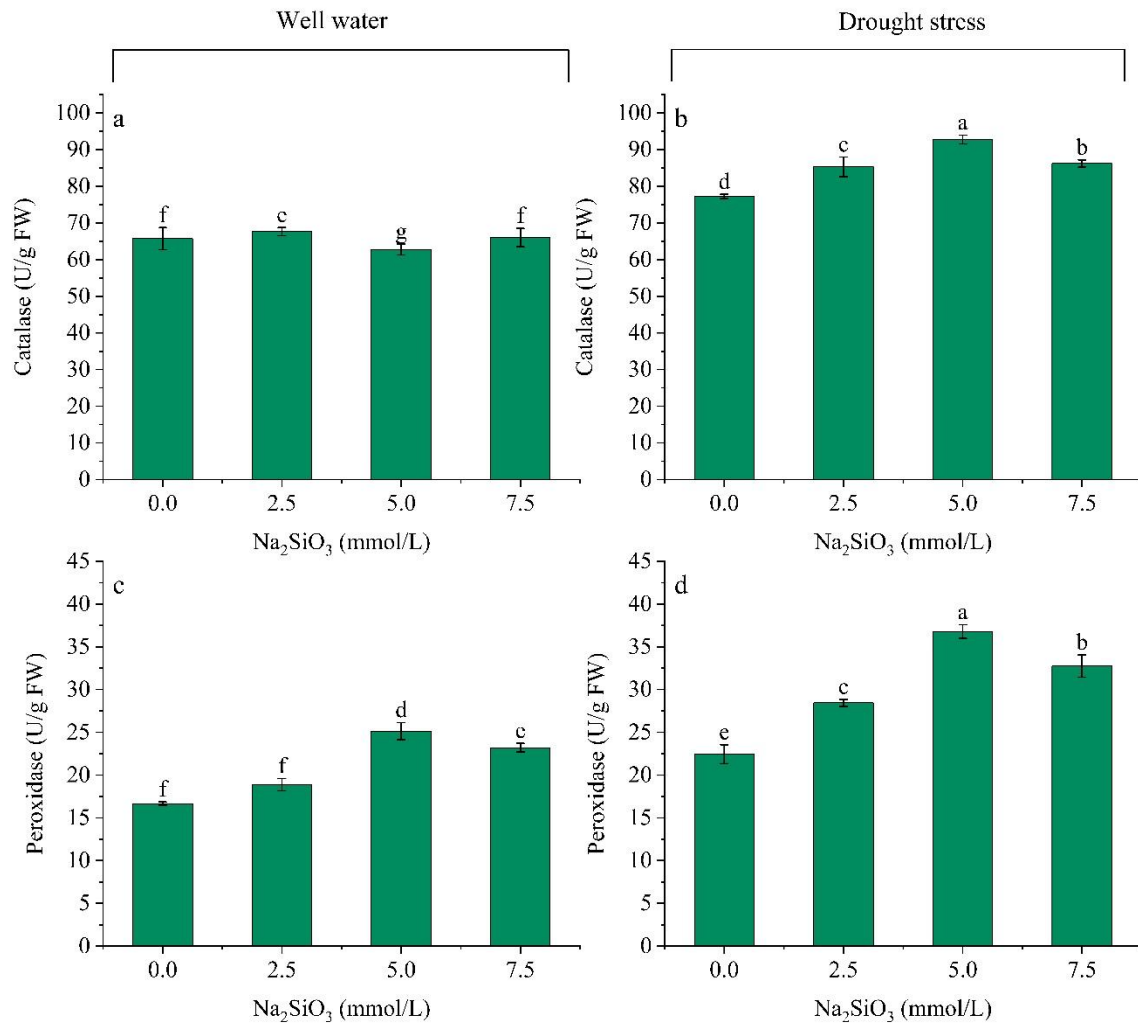 Well water
Drought stress
a
Catalase (U/g FW)
100
90
80
70
60
50
40
30
20
10
0
f
e
g
f
0.0 2.5 5.0 7.5
Na₂SiO₃ (mmol/L)
b
Catalase (U/g FW)
100
90
80
70
60
50
40
30
20
10
0
d
c
a
b
0.0 2.5 5.0 7.5
Na₂SiO₃ (mmol/L)
c
Peroxidase (U/g FW)
45
40
35
30
25
20
15
10
5
0
f
f
d
e
0.0 2.5 5.0 7.5
Na₂SiO₃ (mmol/L)
d
Peroxidase (U/g FW)
45
40
35
30
25
20
15
10
5
0
e
c
a
b
0.0 2.5 5.0 7.5
Na₂SiO₃ (mmol/L)